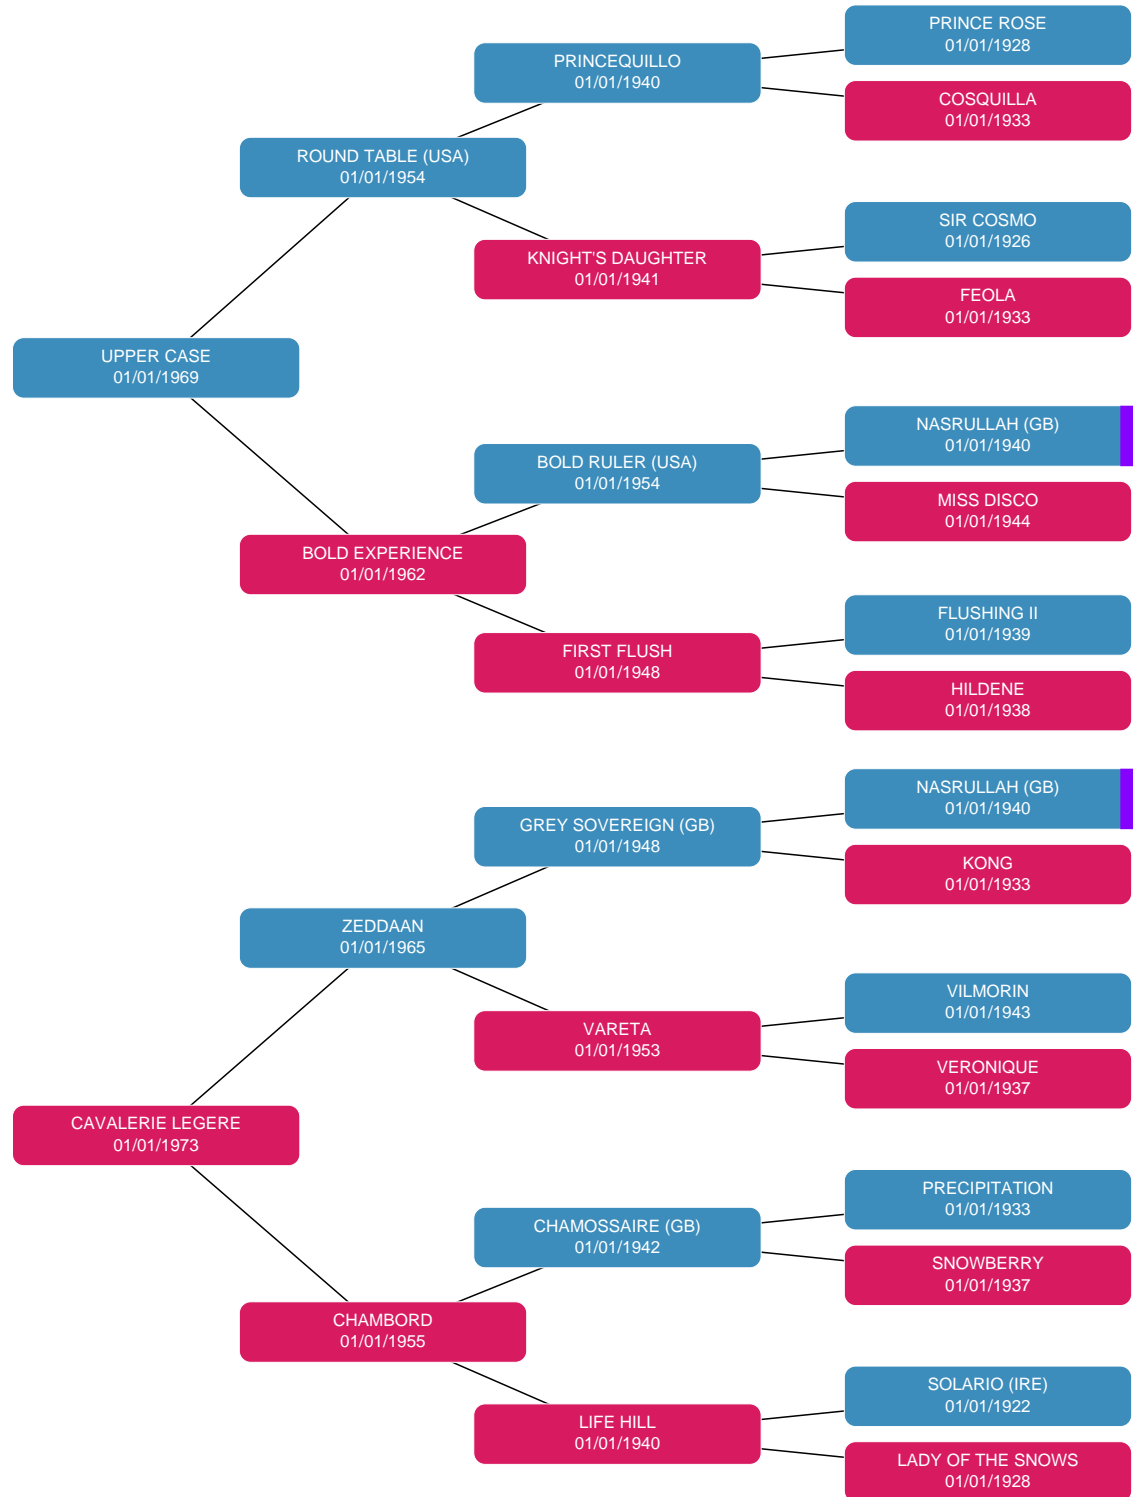 PRINCE ROSE
01/01/1928
PRINCEQUILLO
01/01/1940
COSQUILLA
01/01/1933
ROUND TABLE (USA)
01/01/1954
SIR COSMO
01/01/1926
KNIGHT'S DAUGHTER
01/01/1941
FEOLA
01/01/1933
UPPER CASE
01/01/1969
NASRULLAH (GB)
01/01/1940
BOLD RULER (USA)
01/01/1954
MISS DISCO
01/01/1944
BOLD EXPERIENCE
01/01/1962
FLUSHING II
01/01/1939
FIRST FLUSH
01/01/1948
HILDENE
01/01/1938
NASRULLAH (GB)
01/01/1940
GREY SOVEREIGN (GB)
01/01/1948
KONG
01/01/1933
ZEDDAAN
01/01/1965
VILMORIN
01/01/1943
VARETA
01/01/1953
VERONIQUE
01/01/1937
CAVALERIE LEGERE
01/01/1973
PRECIPITATION
01/01/1933
CHAMOSSAIRE (GB)
01/01/1942
SNOWBERRY
01/01/1937
CHAMBORD
01/01/1955
SOLARIO (IRE)
01/01/1922
LIFE HILL
01/01/1940
LADY OF THE SNOWS
01/01/1928